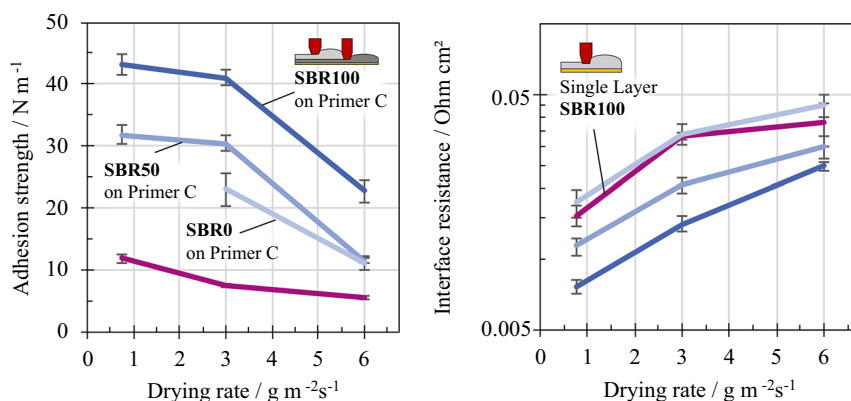 Adhesion strength / N m⁻¹
50
40
30
20
10
0
SBR100
on Primer C
SBR50
on Primer C
SBR0
on Primer C
0 1 2 3 4 5 6
Drying rate / g m⁻²s⁻¹
Interface resistance / Ohm cm²
0.05
0.005
Single Layer
SBR100
0 1 2 3 4 5 6
Drying rate / g m⁻²s⁻¹